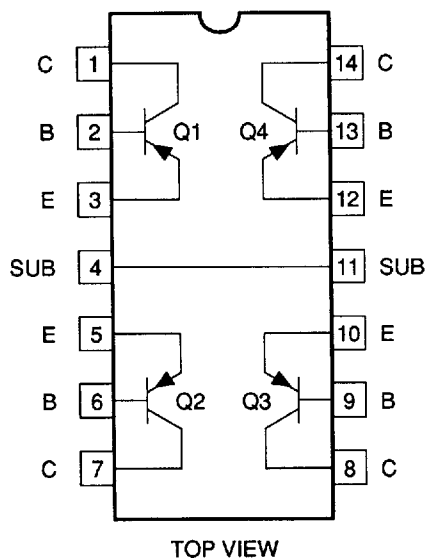 C 1 14 C
B 2 Q1 Q4 13 B
E 3 12 E
SUB 4 11 SUB
E 5 10 E
B 6 Q2 Q3 9 B
C 7 8 C
TOP VIEW